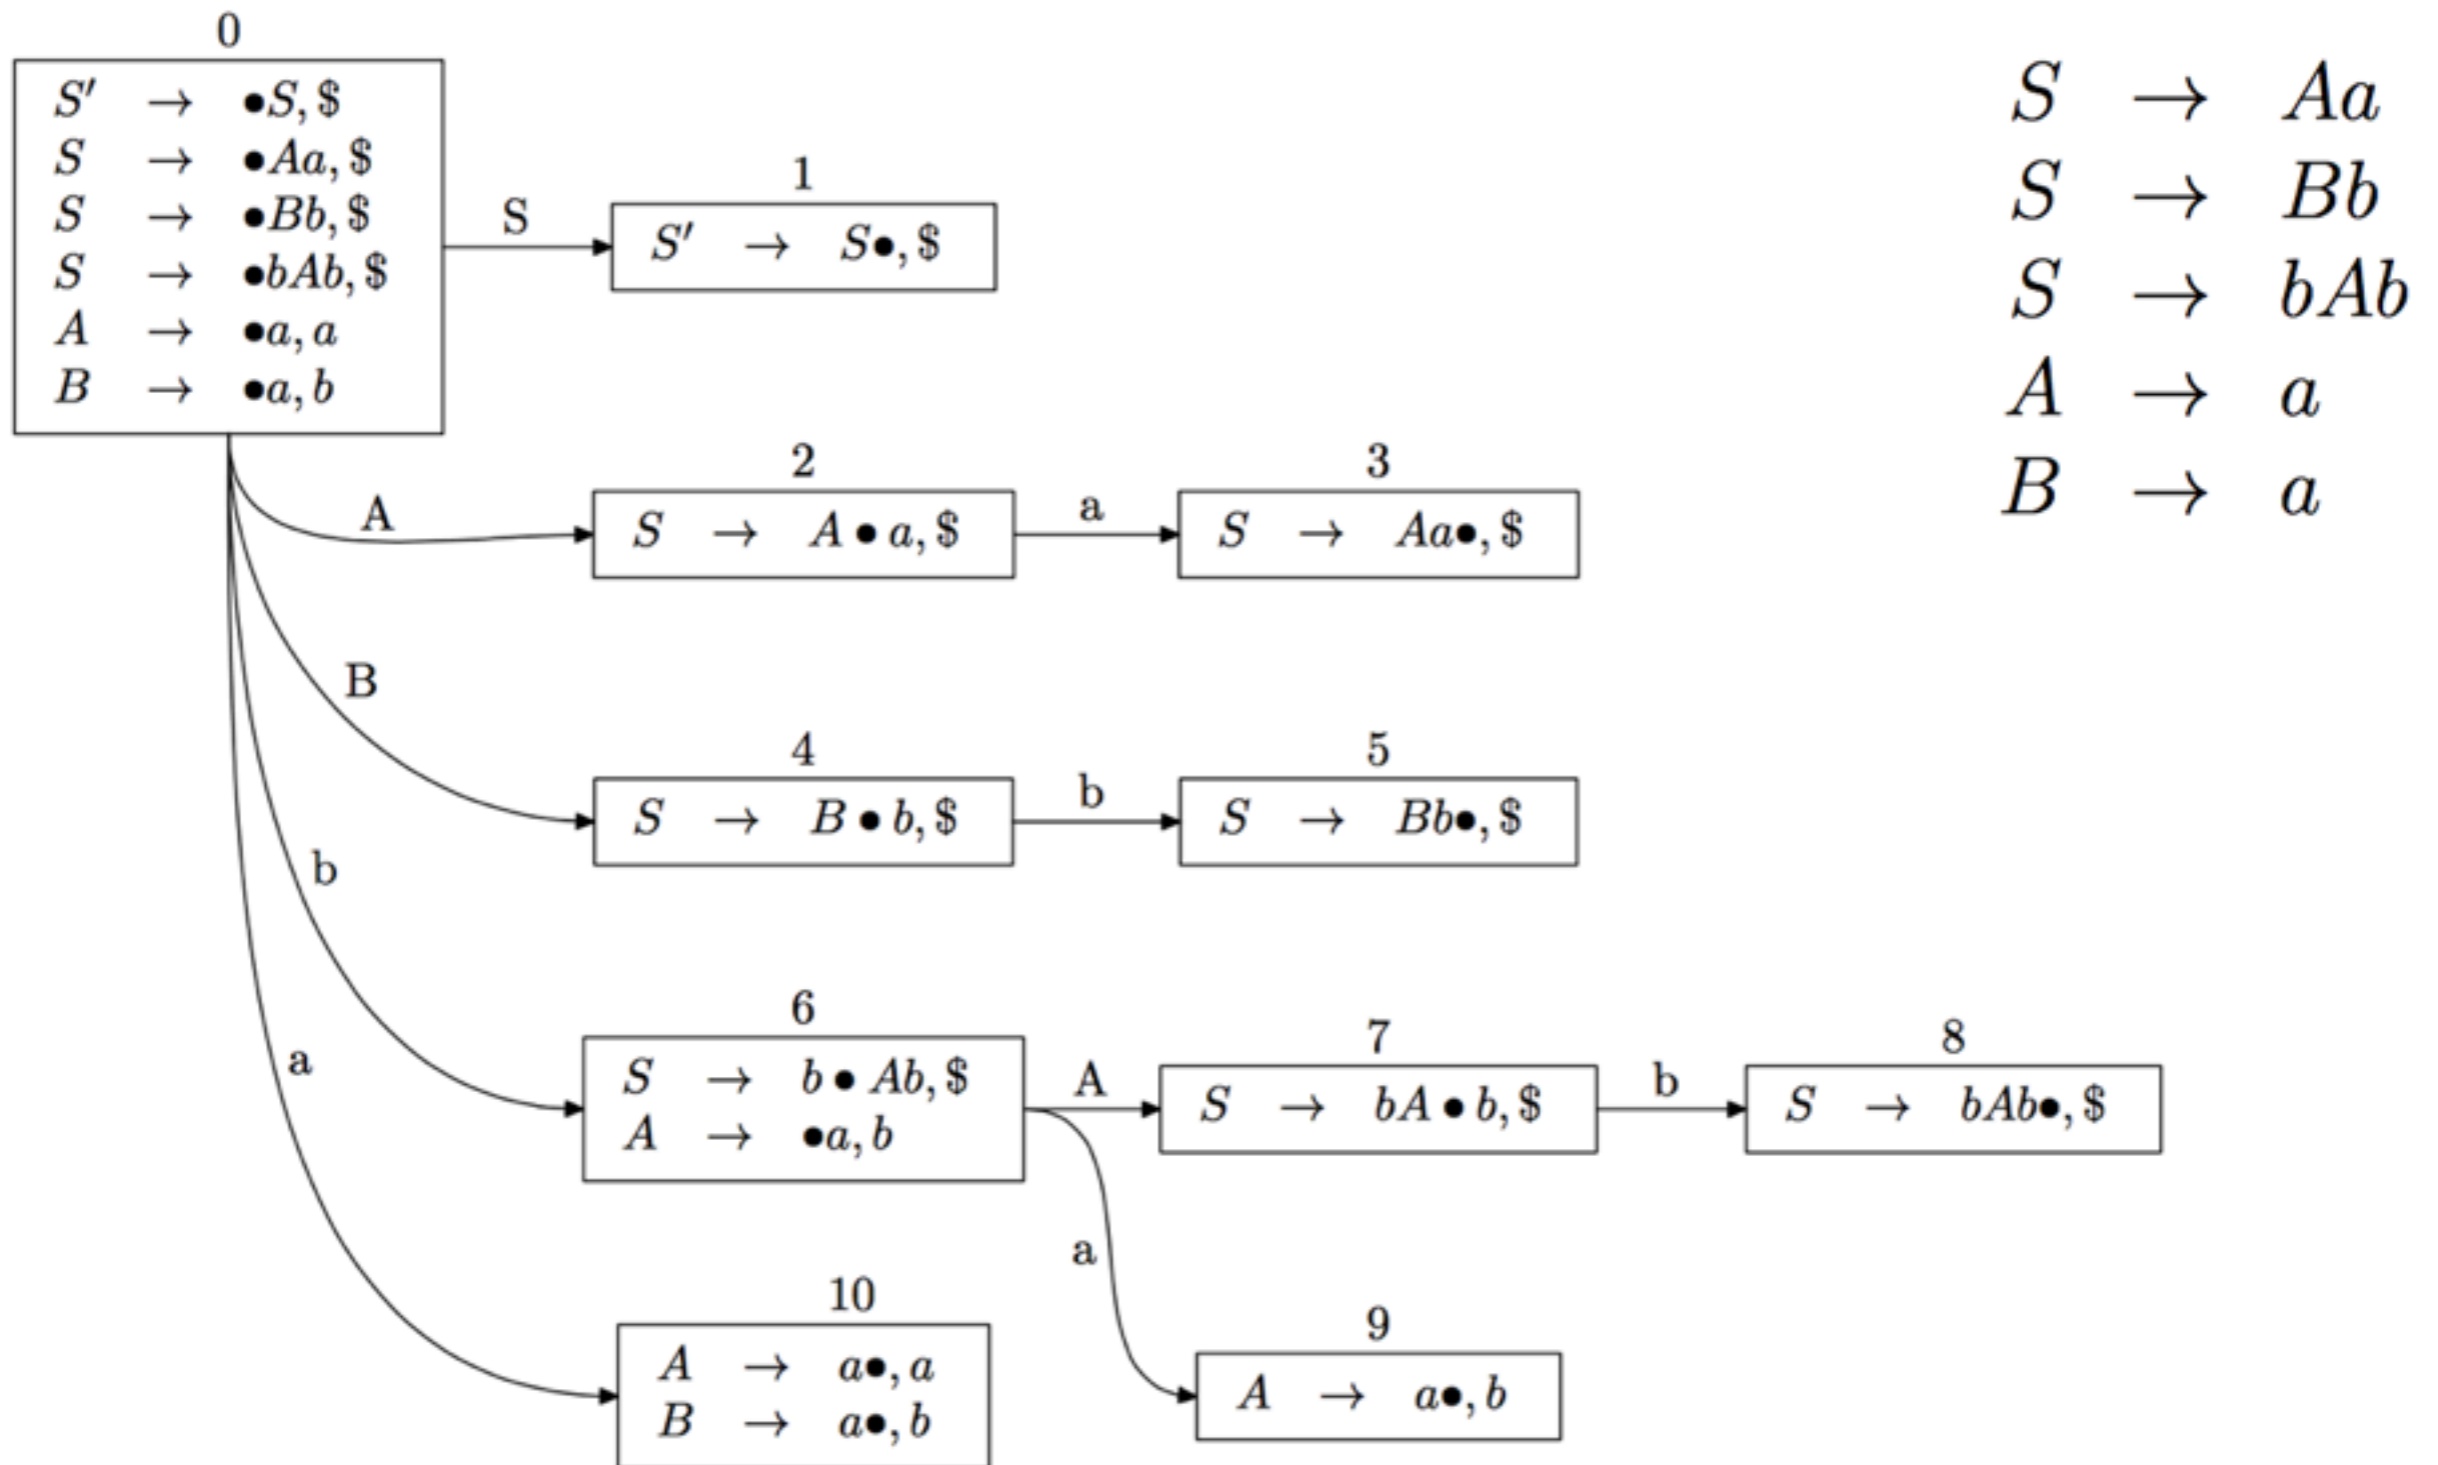 0
S′ → •S, $
S → •Aa, $
S → •Bb, $
S → •bAb, $
A → •a, a
B → •a, b
S
1
S′ → S•, $
A
2
S → A • a, $
a
3
S → Aa•, $
B
4
S → B • b, $
b
5
S → Bb•, $
b
6
S → b • Ab, $
A → •a, b
A
7
S → bA • b, $
b
8
S → bAb•, $
a
9
A → a•, b
a
10
A → a•, a
B → a•, b
S → Aa
S → Bb
S → bAb
A → a
B → a